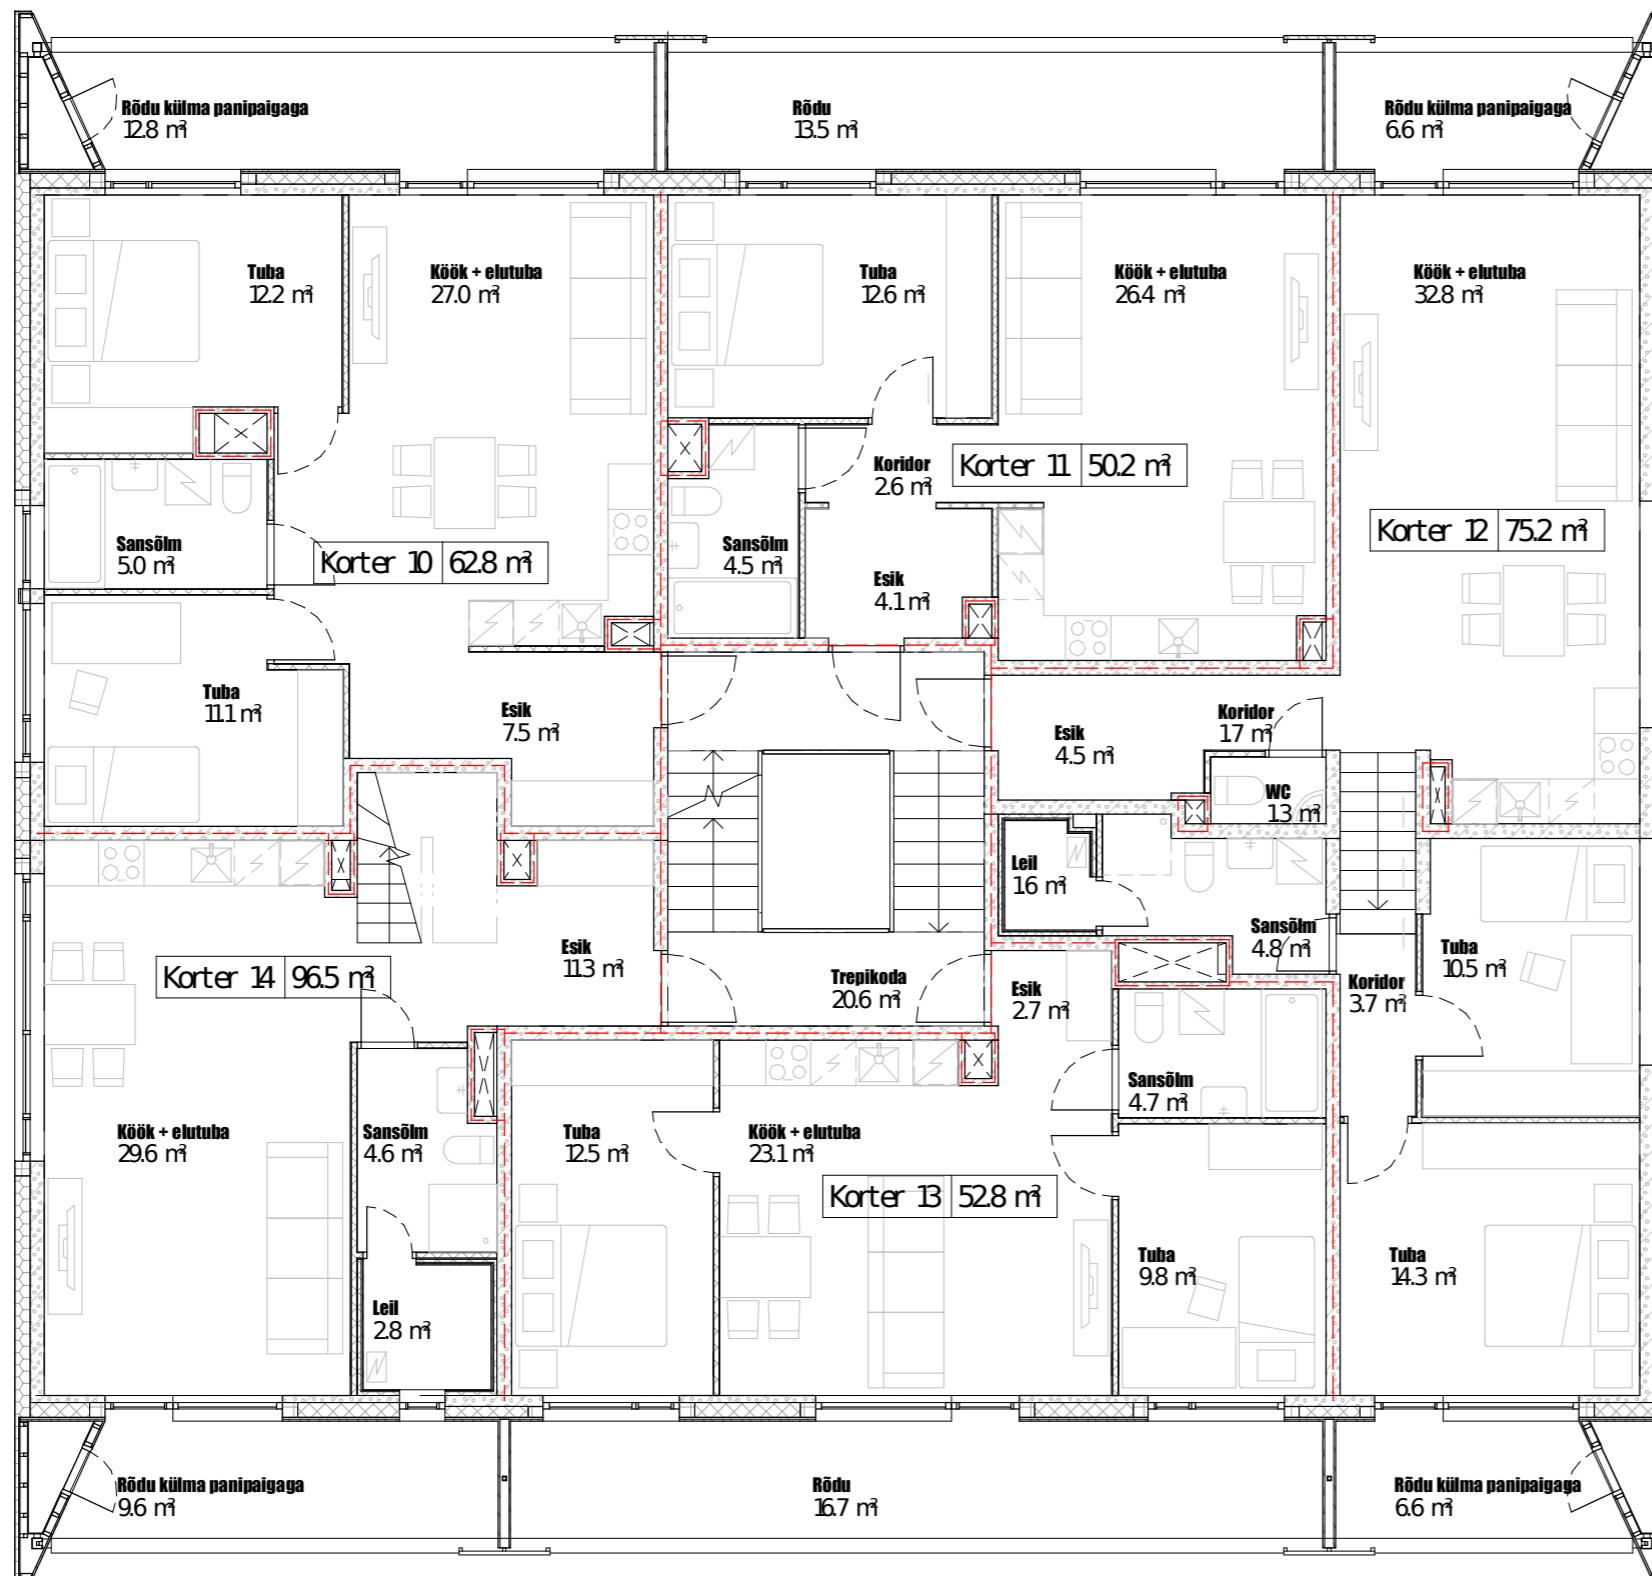 Rõdu külma panipaigaga
12.8 m²
Rõdu
13.5 m²
Rõdu külma panipaigaga
6.6 m²
Tuba
12.2 m²
Köök + elutuba
27.0 m²
Tuba
12.6 m²
Köök + elutuba
26.4 m²
Köök + elutuba
32.8 m²
Koridor
2.6 m²
Korter 11 50.2 m²
Korter 12 75.2 m²
Sansõlm
5.0 m²
Korter 10 62.8 m²
Sansõlm
4.5 m²
Esik
4.1 m²
Tuba
11.1 m²
Esik
7.5 m²
Esik
4.5 m²
Koridor
1.7 m²
WC
1.3 m²
Leil
1.6 m²
Sansõlm
4.8 m²
Tuba
10.5 m²
Korter 14 96.5 m²
Esik
11.3 m²
Trepikoda
20.6 m²
Esik
2.7 m²
Koridor
3.7 m²
Sansõlm
4.7 m²
Köök + elutuba
29.6 m²
Sansõlm
4.6 m²
Tuba
12.5 m²
Köök + elutuba
23.1 m²
Korter 13 52.8 m²
Tuba
9.8 m²
Tuba
14.3 m²
Leil
2.8 m²
Rõdu külma panipaigaga
9.6 m²
Rõdu
16.7 m²
Rõdu külma panipaigaga
6.6 m²